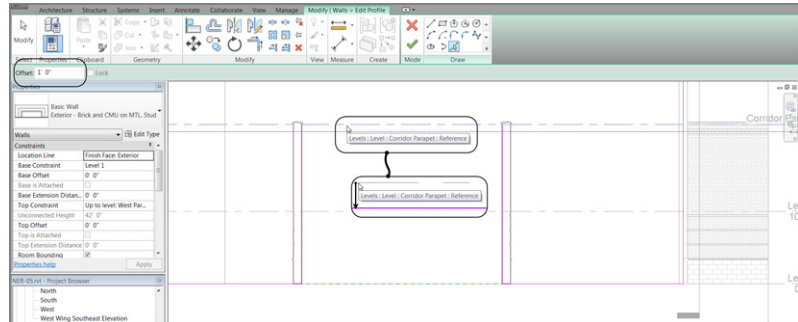 Architecture Structure Systems Insert Annotate Collaborate View Manage Modify | Walls > Edit Profile
Modify
Paste
Cope
Cut
Join
Select Properties Clipboard Geometry Modify View Measure Create Mode Draw
Offset: 1' 0" Lock
Properties
Basic Wall
Exterior - Brick and CMU on MTL. Stud
Walls Edit Type
Constraints
Location Line Finish Face: Exterior
Base Constraint Level 1
Base Offset 0' 0"
Base is Attached
Base Extension Distan... 0' 0"
Top Constraint Up to level: West Par...
Unconnected Height 42' 0"
Top Offset 0' 0"
Top is Attached
Top Extension Distance 0' 0"
Room Bounding
Properties help Apply
NER-05.rvt - Project Browser
North
South
West
West Wing Southeast Elevation
Levels : Level : Corridor Parapet : Reference
Levels : Level : Corridor Parapet : Reference
Corridor Pa
Le
10
Le
0